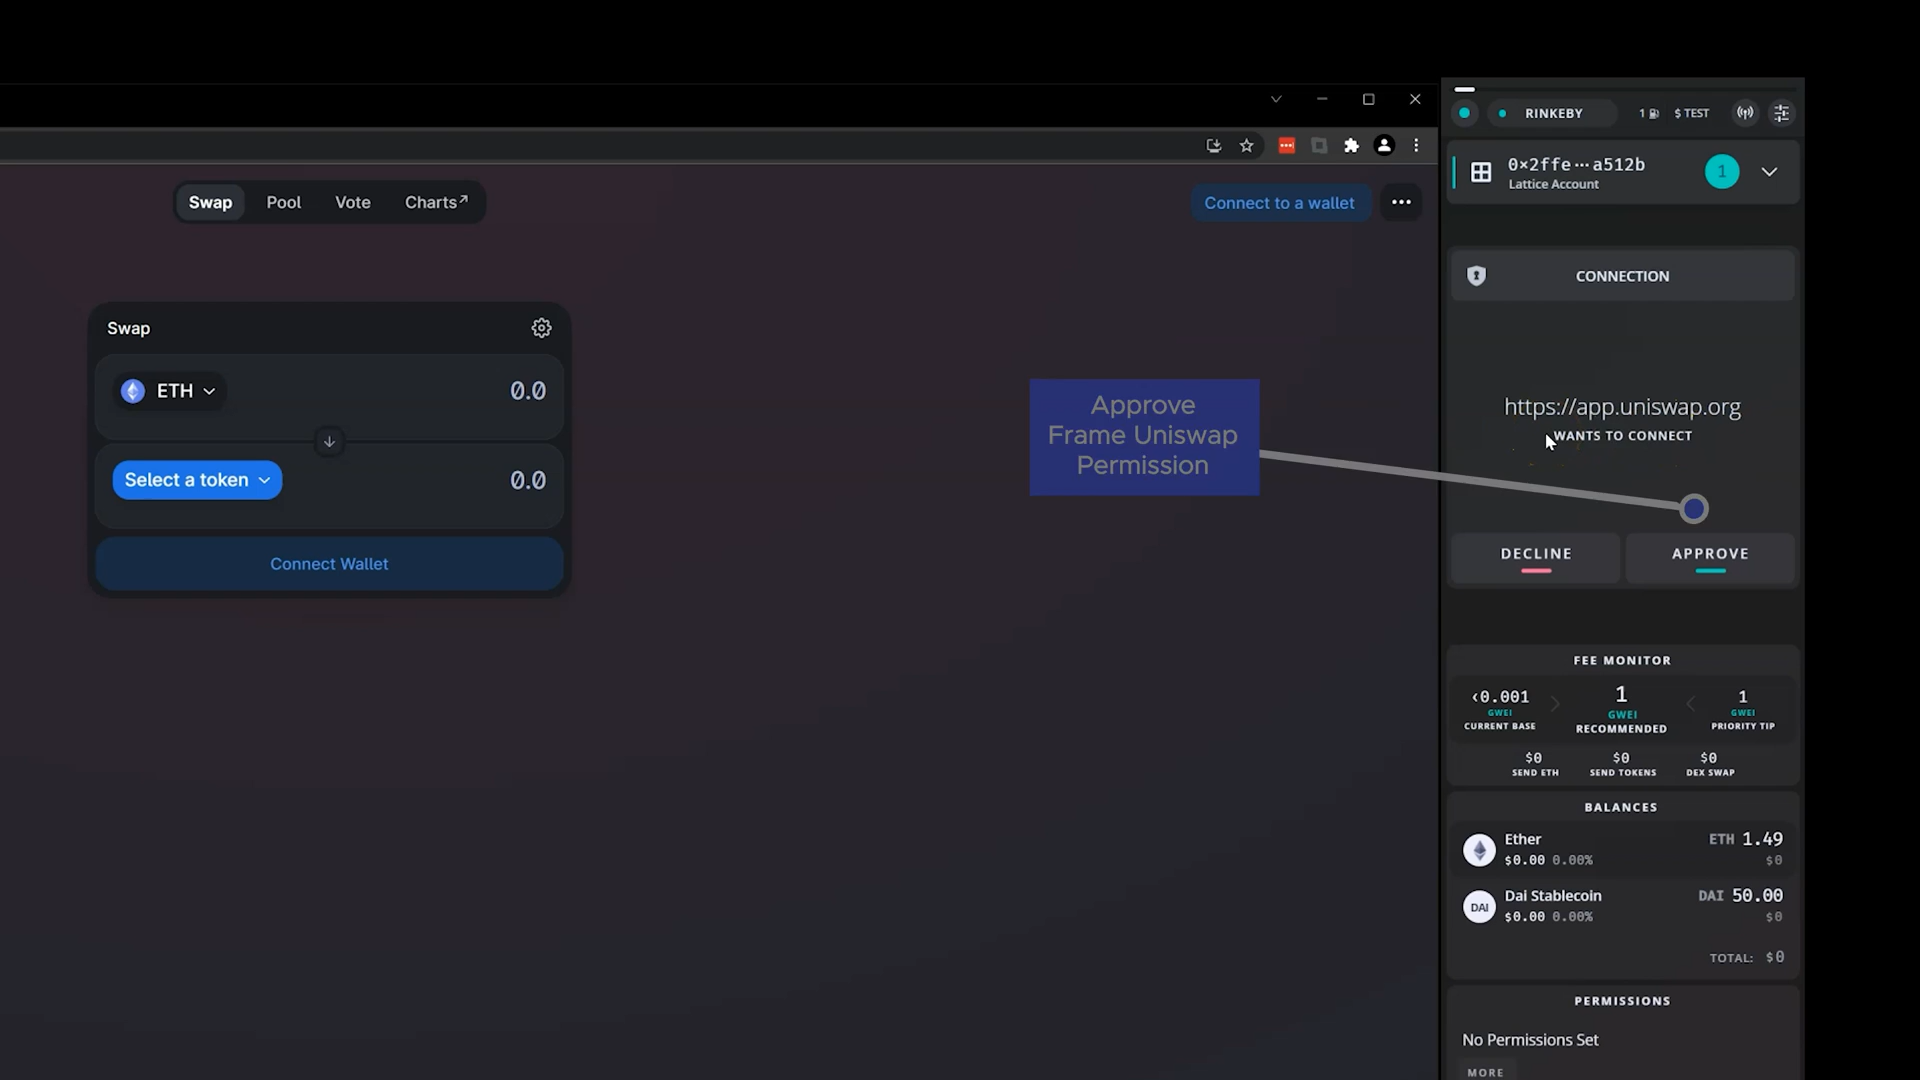 Swap
Pool
Vote
Charts↗
Connect to a wallet
Swap
ETH
0.0
Select a token
0.0
Connect Wallet
Approve
Frame Uniswap
Permission
RINKEBY
1
$ TEST
0×2ffe···a512b
Lattice Account
1
CONNECTION
https://app.uniswap.org
WANTS TO CONNECT
DECLINE
APPROVE
FEE MONITOR
‹0.001
GWEI
CURRENT BASE
1
GWEI
RECOMMENDED
1
GWEI
PRIORITY TIP
$0
SEND ETH
$0
SEND TOKENS
$0
DEX SWAP
BALANCES
Ether
ETH 1.49
$0.00 0.00%
$0
DAI
Dai Stablecoin
DAI 50.00
$0.00 0.00%
$0
TOTAL: $0
PERMISSIONS
No Permissions Set
MORE